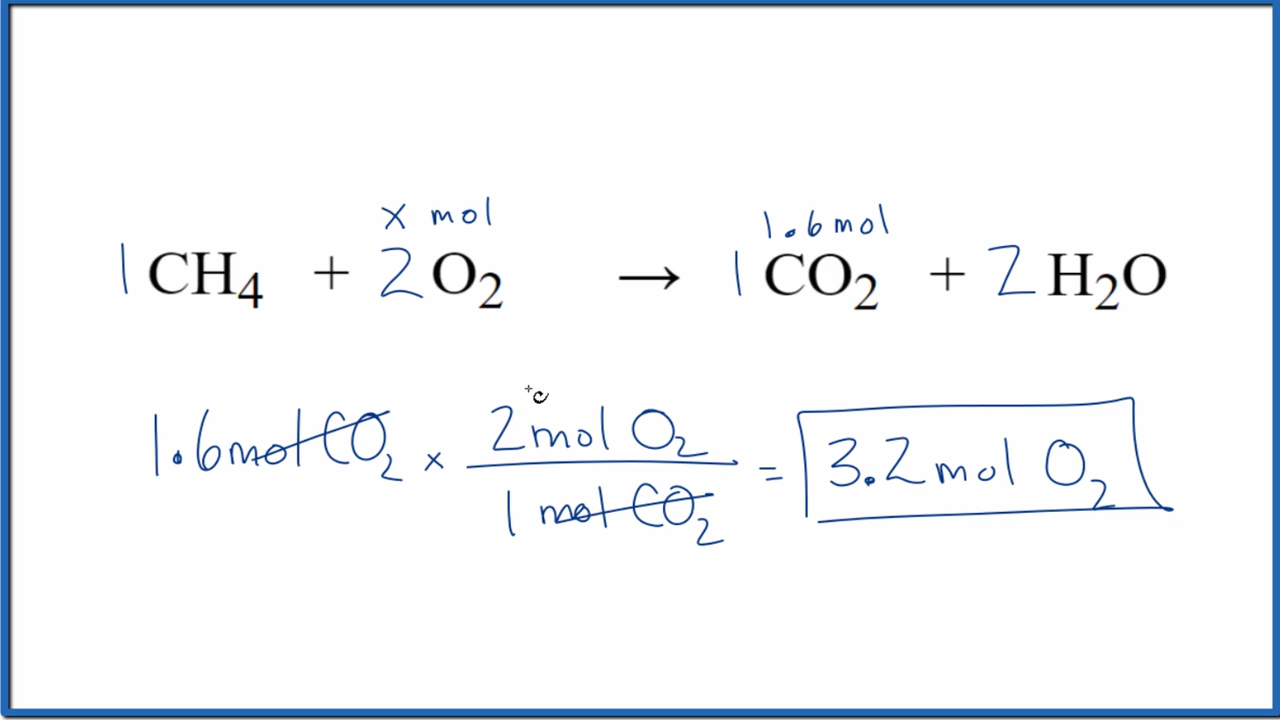 x mol 1.6 mol
1 CH4 + 2 O2 → 1 CO2 + 2 H2O
1.6 mol CO2 × 2 mol O2 / 1 mol CO2 = 3.2 mol O2